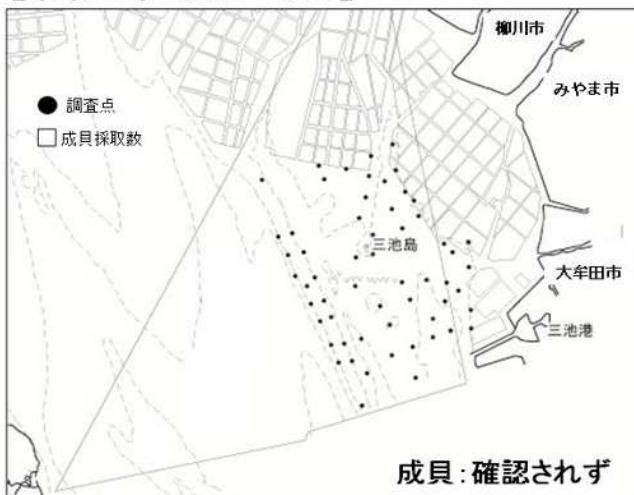 柳川市
みやま市
● 調査点
□ 成貝採取数
三池島
大牟田市
三池港
成貝：確認されず